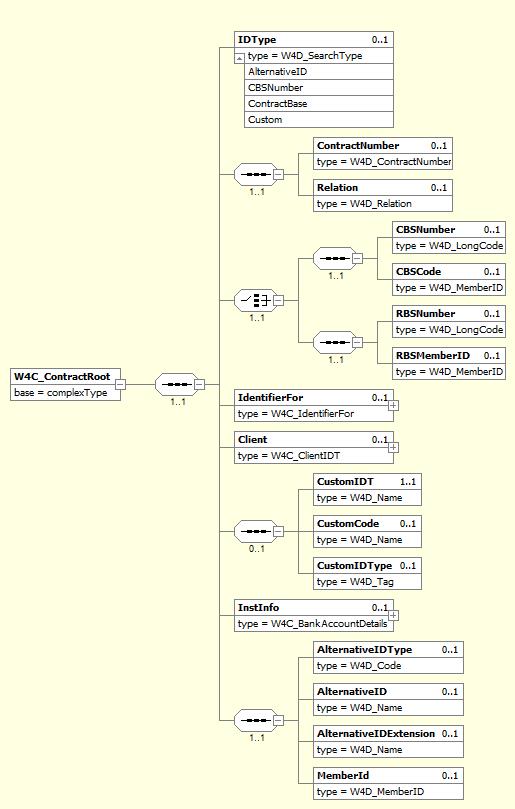 IDType 0..1
type = W4D_SearchType
AlternativeID
CBSNumber
ContractBase
Custom
ContractNumber 0..1
type = W4D_ContractNumber
Relation 0..1
type = W4D_Relation
1..1
CBSNumber 0..1
type = W4D_LongCode
CBSCode 0..1
type = W4D_MemberID
1..1
RBSNumber 0..1
type = W4D_LongCode
RBSMemberID 0..1
type = W4D_MemberID
1..1
1..1
W4C_ContractRoot
base = complexType
1..1
IdentifierFor 0..1
type = W4C_IdentifierFor
Client 0..1
type = W4C_ClientIDT
CustomIDT 1..1
type = W4D_Name
CustomCode 0..1
type = W4D_Name
CustomIDType 0..1
type = W4D_Tag
0..1
InstInfo 0..1
type = W4C_BankAccountDetails
AlternativeIDType 0..1
type = W4D_Code
AlternativeID 0..1
type = W4D_Name
AlternativeIDExtension 0..1
type = W4D_Name
MemberId 0..1
type = W4D_MemberID
1..1